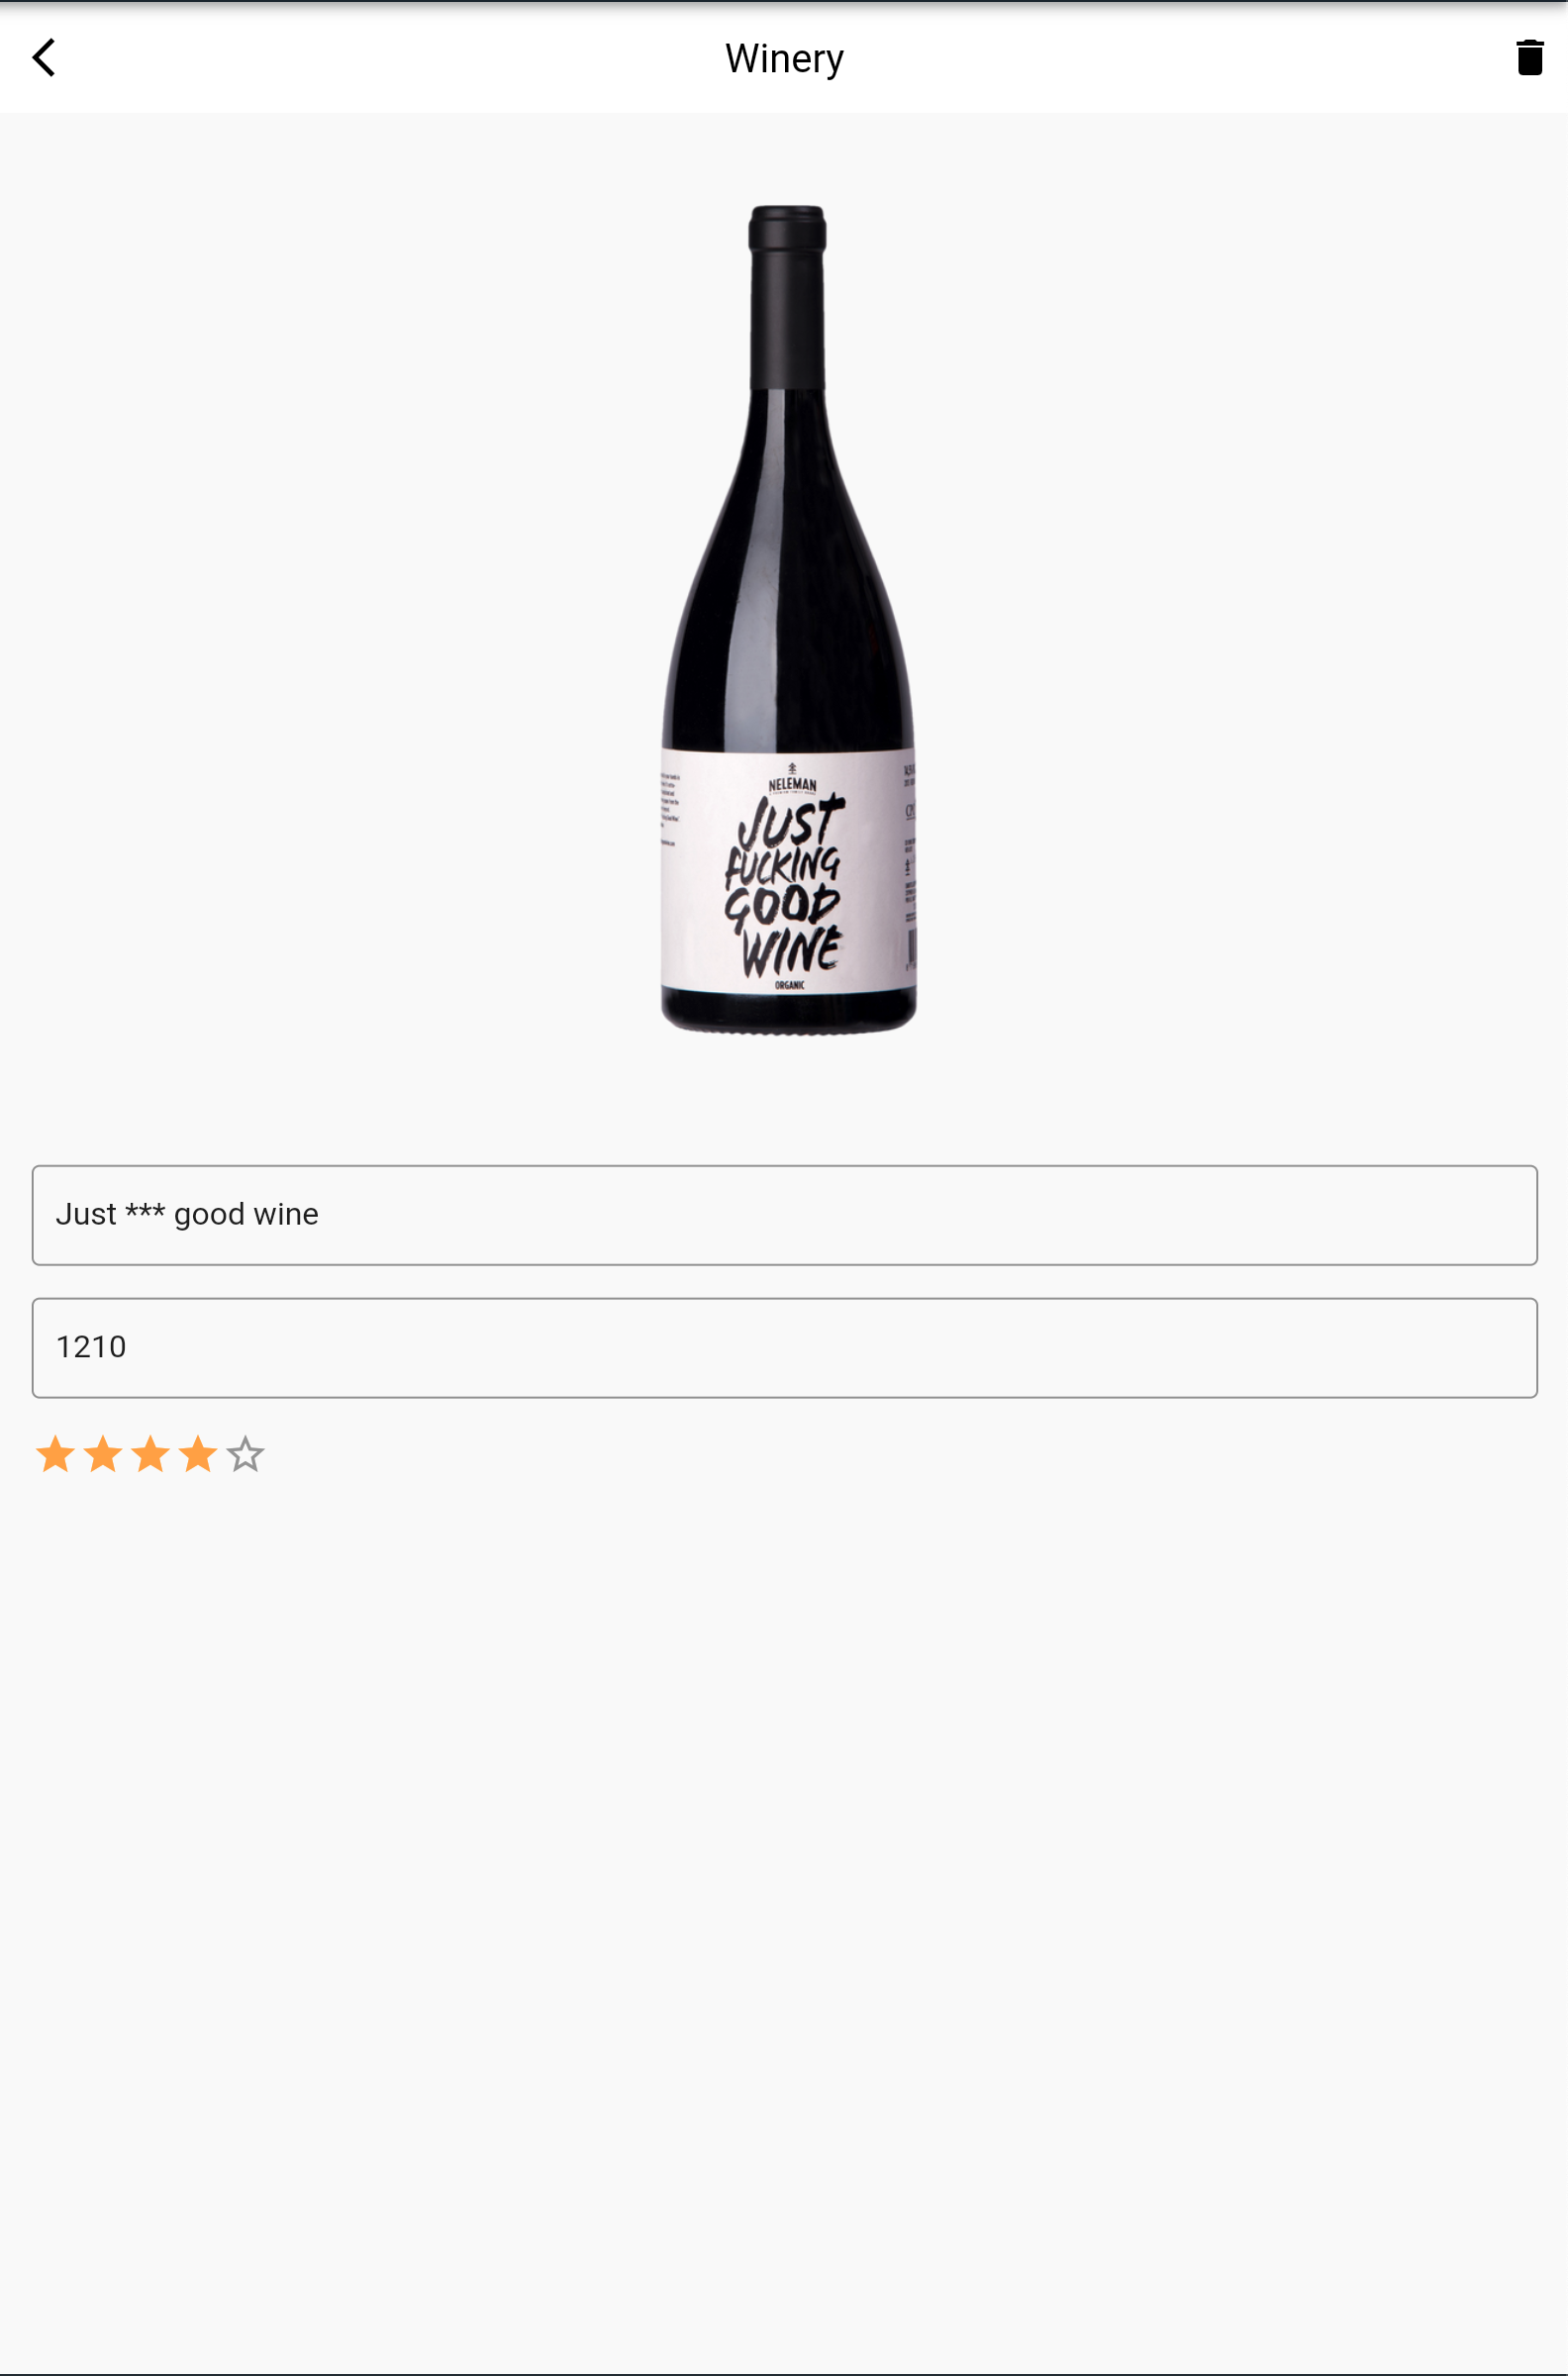 Winery
NELEMAN
JUST
FUCKING
GOOD
WINE
ORGANIC
Just *** good wine
1210